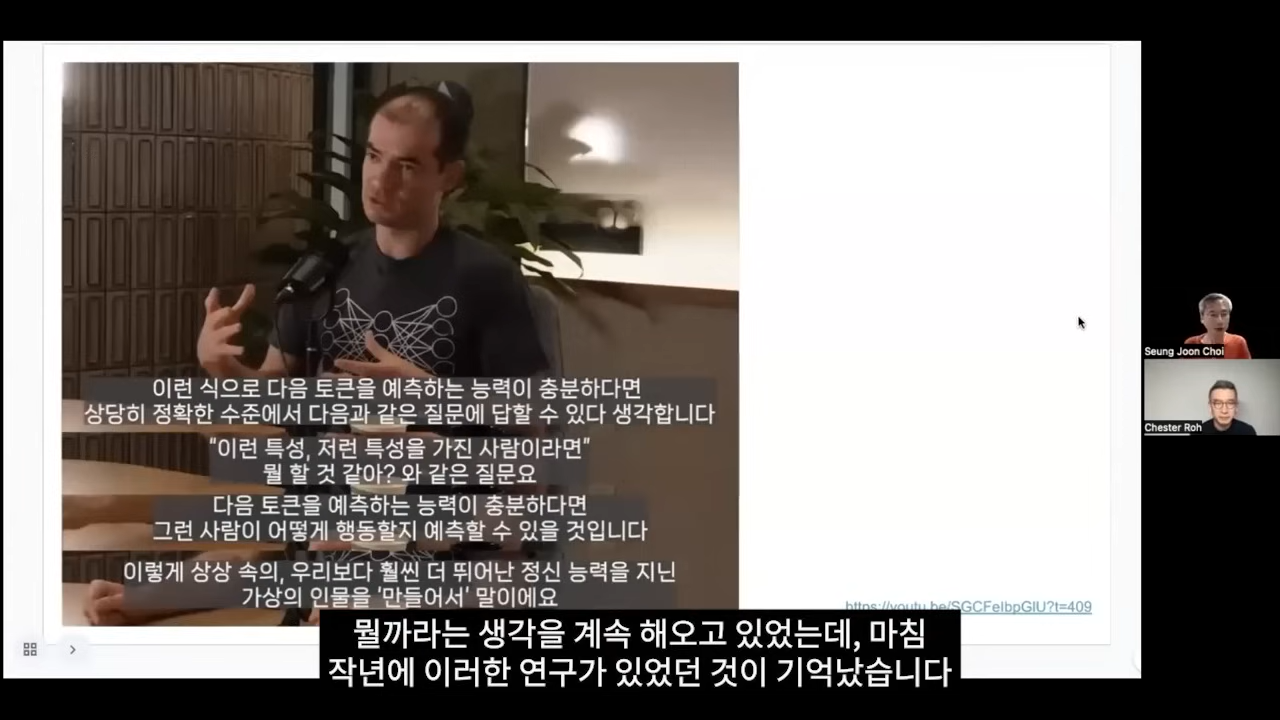 이런 식으로 다음 토큰을 예측하는 능력이 충분하다면
상당히 정확한 수준에서 다음과 같은 질문에 답할 수 있다 생각합니다
“이런 특성, 저런 특성을 가진 사람이라면”
뭘 할 것 같아? 와 같은 질문요
다음 토큰을 예측하는 능력이 충분하다면
그런 사람이 어떻게 행동할지 예측할 수 있을 것입니다
이렇게 상상 속의, 우리보다 훨씬 더 뛰어난 정신 능력을 지닌
가상의 인물을 '만들어서' 말이에요
https://youtu.be/SGCFeIbpGIU?t=409
Seung Joon Choi
Chester Roh
뭘까라는 생각을 계속 해오고 있었는데, 마침
작년에 이러한 연구가 있었던 것이 기억났습니다